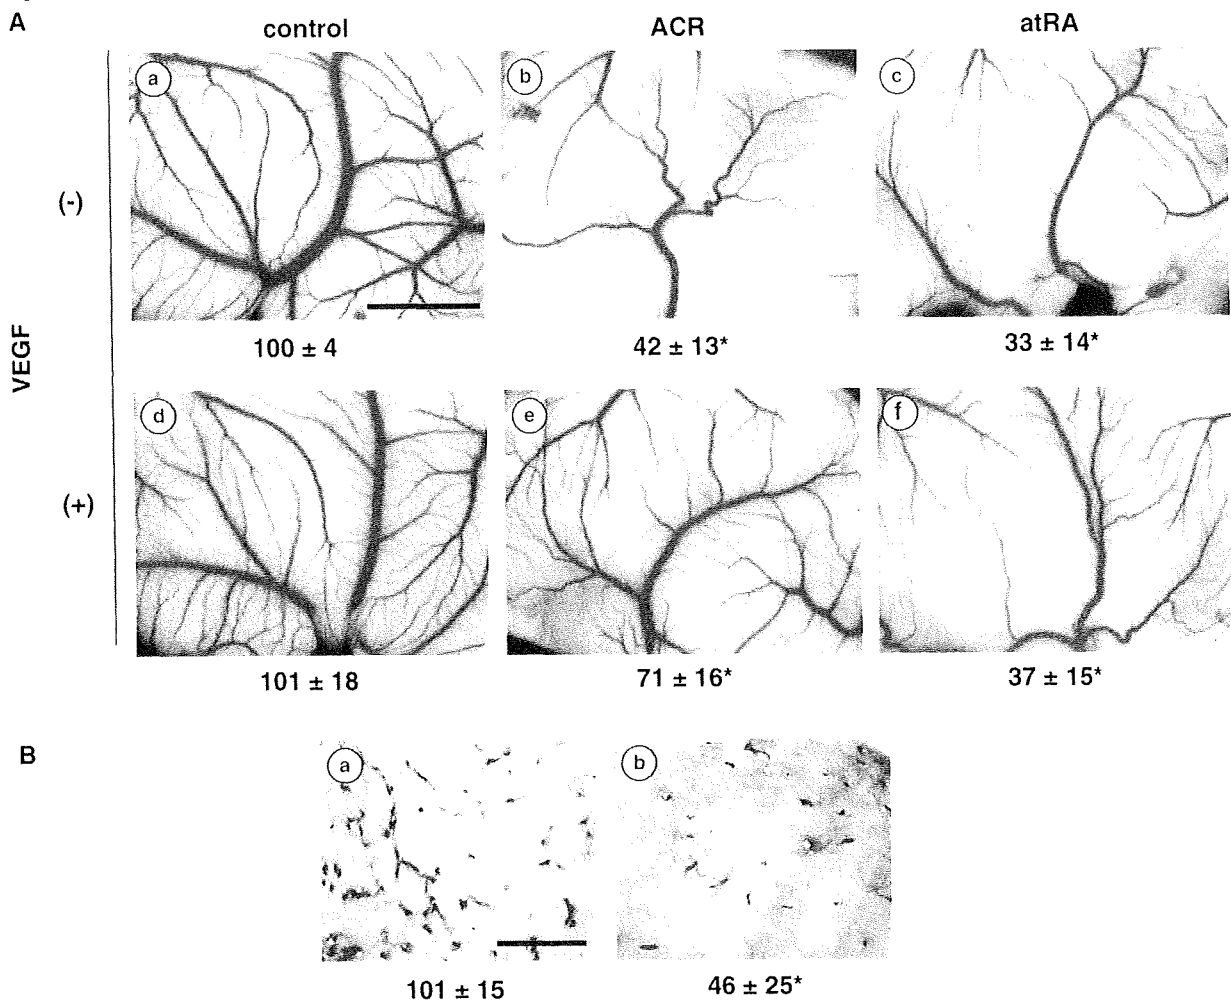 A
control
ACR
atRA
a
b
c
(-)
100 ± 4
42 ± 13*
33 ± 14*
VEGF
d
e
f
(+)
101 ± 18
71 ± 16*
37 ± 15*
B
a
b
101 ± 15
46 ± 25*